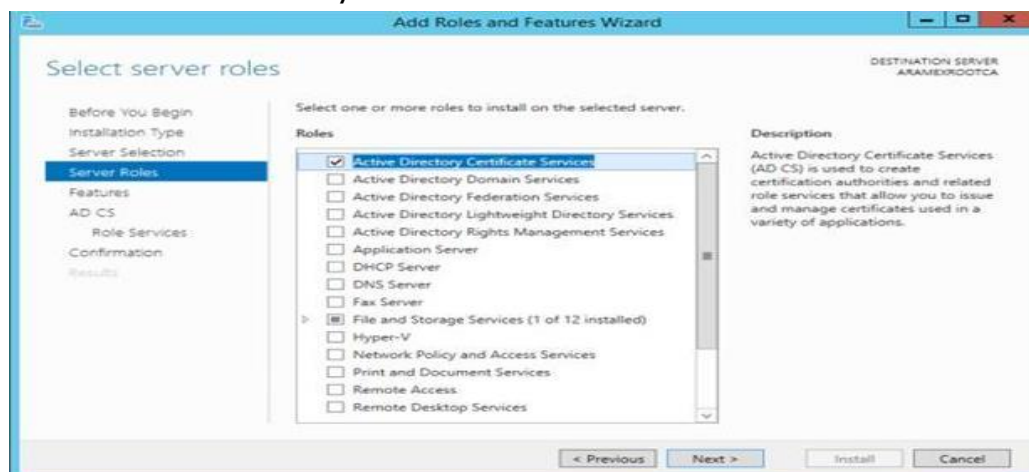 Add Roles and Features Wizard
Select server roles
DESTINATION SERVER
ARAMEXROOTCA
Before You Begin
Installation Type
Server Selection
Server Roles
Features
AD CS
Role Services
Confirmation
Results
Select one or more roles to install on the selected server.
Roles
Active Directory Certificate Services
Active Directory Domain Services
Active Directory Federation Services
Active Directory Lightweight Directory Services
Active Directory Rights Management Services
Application Server
DHCP Server
DNS Server
Fax Server
File and Storage Services (1 of 12 installed)
Hyper-V
Network Policy and Access Services
Print and Document Services
Remote Access
Remote Desktop Services
Description
Active Directory Certificate Services
(AD CS) is used to create
certification authorities and related
role services that allow you to issue
and manage certificates used in a
variety of applications.
< Previous
Next >
Install
Cancel